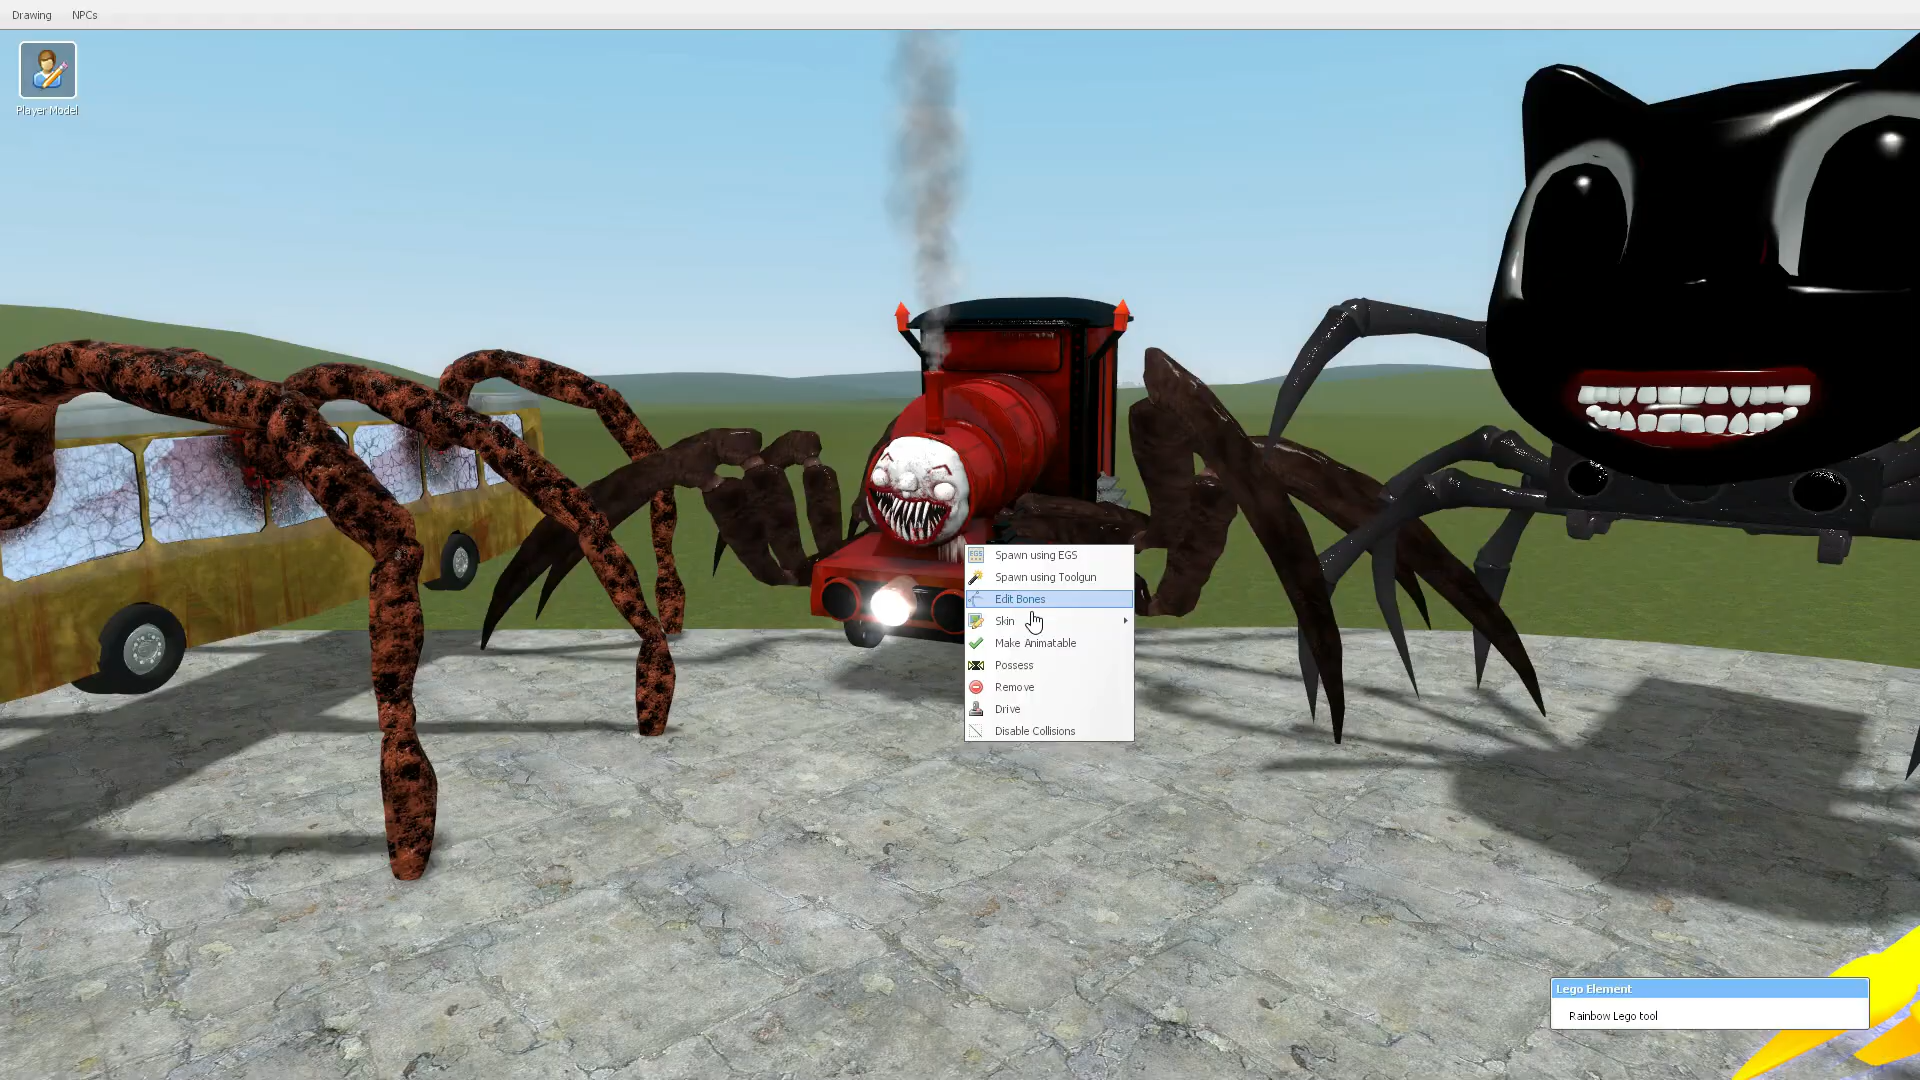 Drawing NPCs
Player Model
Spawn using EGS
Spawn using Toolgun
Edit Bones
Skin
Make Animatable
Possess
Remove
Drive
Disable Collisions
Lego Element
Rainbow Lego tool